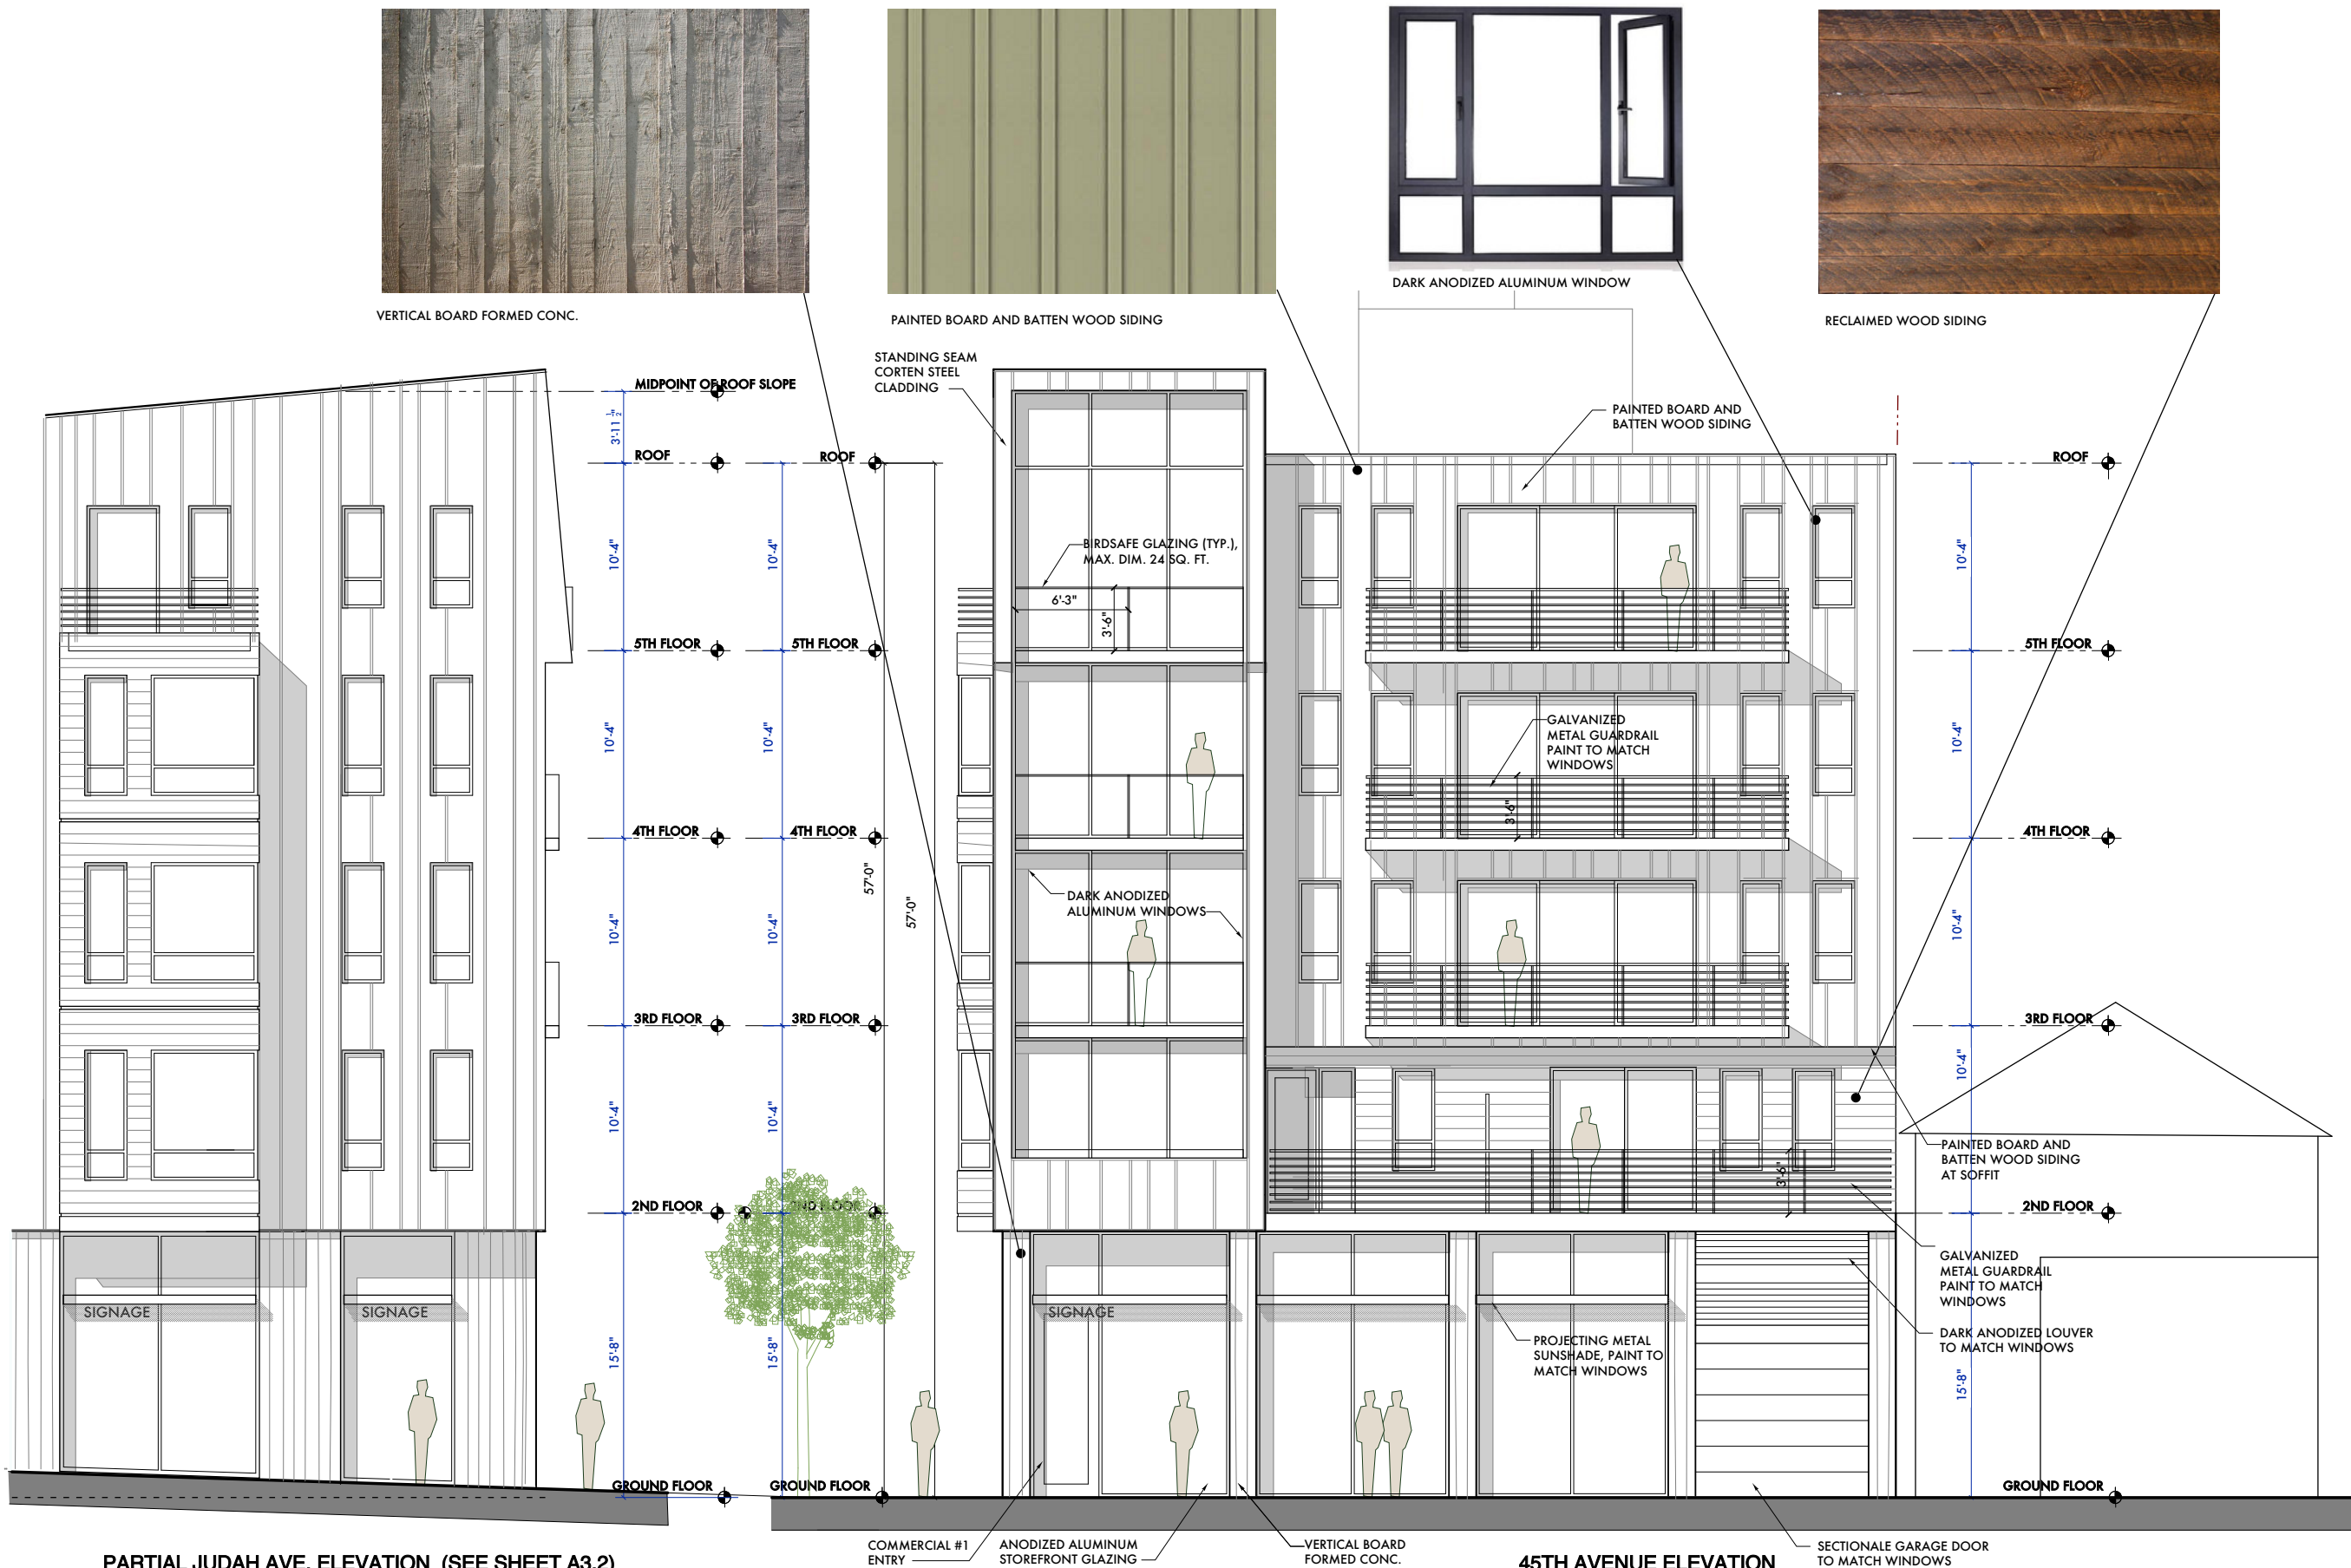 VERTICAL BOARD FORMED CONC.
PAINTED BOARD AND BATTEN WOOD SIDING
DARK ANODIZED ALUMINUM WINDOW
RECLAIMED WOOD SIDING
STANDING SEAM
CORTEN STEEL
CLADDING
MIDPOINT OF ROOF SLOPE
3'-11 1/2"
ROOF
ROOF
ROOF
PAINTED BOARD AND
BATTEN WOOD SIDING
BIRDSAFE GLAZING (TYP.),
MAX. DIM. 24 SQ. FT.
6'-3"
3'-6"
10'-4"
10'-4"
10'-4"
5TH FLOOR
5TH FLOOR
5TH FLOOR
GALVANIZED
METAL GUARDRAIL
PAINT TO MATCH
WINDOWS
3'-6"
10'-4"
10'-4"
10'-4"
4TH FLOOR
4TH FLOOR
4TH FLOOR
57'-0"
57'-0"
DARK ANODIZED
ALUMINUM WINDOWS
10'-4"
10'-4"
10'-4"
3RD FLOOR
3RD FLOOR
3RD FLOOR
10'-4"
10'-4"
10'-4"
PAINTED BOARD AND
BATTEN WOOD SIDING
AT SOFFIT
3'-6"
2ND FLOOR
2ND FLOOR
2ND FLOOR
GALVANIZED
METAL GUARDRAIL
PAINT TO MATCH
WINDOWS
SIGNAGE
SIGNAGE
SIGNAGE
PROJECTING METAL
SUNSHADE, PAINT TO
MATCH WINDOWS
DARK ANODIZED LOUVER
TO MATCH WINDOWS
15'-8"
15'-8"
15'-8"
GROUND FLOOR
GROUND FLOOR
GROUND FLOOR
COMMERCIAL #1
ENTRY
ANODIZED ALUMINUM
STOREFRONT GLAZING
VERTICAL BOARD
FORMED CONC.
SECTIONALE GARAGE DOOR
TO MATCH WINDOWS
PARTIAL JUDAH AVE. ELEVATION (SEE SHEET A3.2)
45TH AVENUE ELEVATION